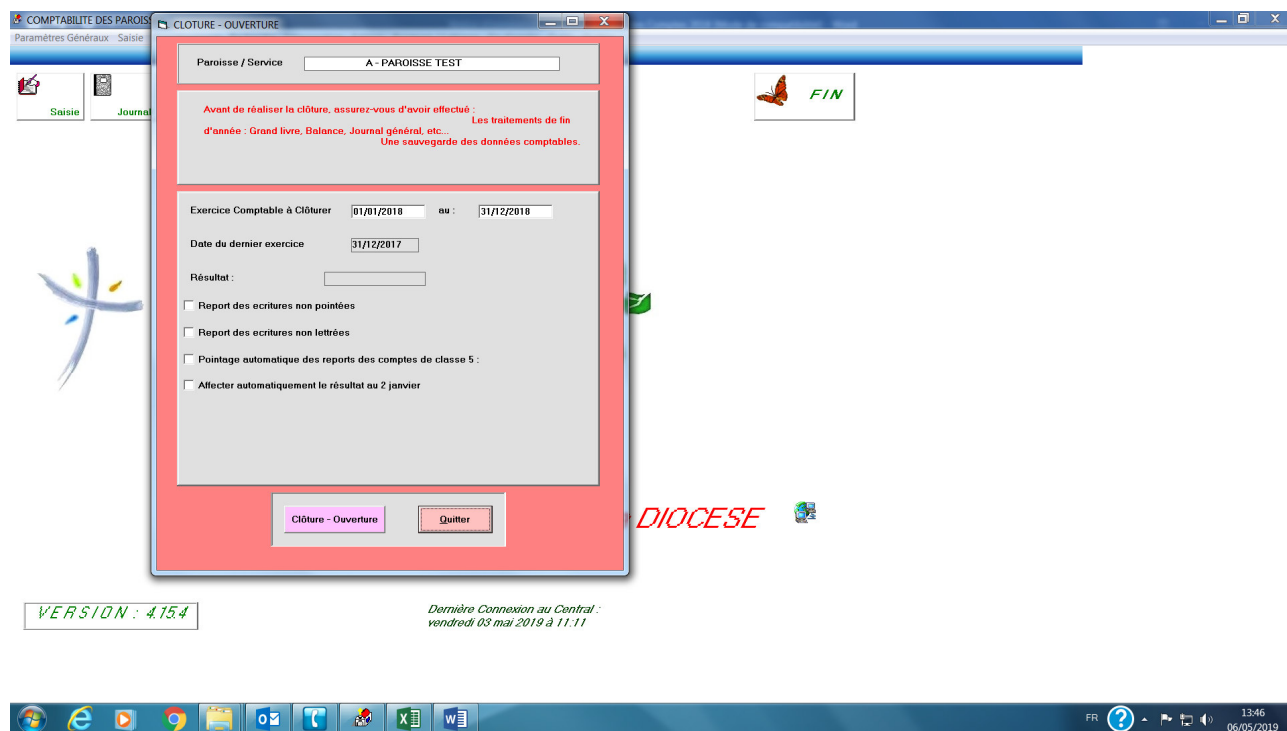 COMPTABILITE DES PAROISS
CLOTURE - OUVERTURE
Paramètres Généraux Saisie
Paroisse / Service A - PAROISSE TEST
Saisie
Journal
FIN
Avant de réaliser la clôture, assurez-vous d'avoir effectué :
Les traitements de fin
d'année : Grand livre, Balance, Journal général, etc...
Une sauvegarde des données comptables.
Exercice Comptable à Clôturer 01/01/2018 au : 31/12/2018
Date du dernier exercice 31/12/2017
Résultat :
Report des ecritures non pointées
Report des ecritures non lettrées
Pointage automatique des reports des comptes de classe 5 :
Affecter automatiquement le résultat au 2 janvier
Clôture - Ouverture Quitter
DIOCESE
VERSION : 4.15.4
Dernière Connexion au Central :
vendredi 03 mai 2019 à 11:11
FR 13:46
06/05/2019